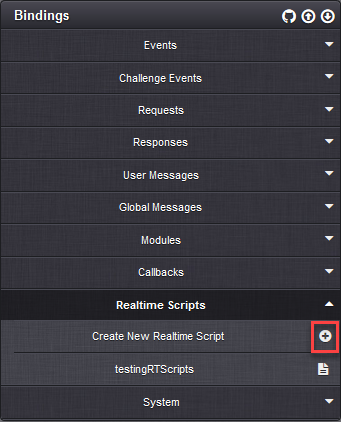 Bindings
Events
Challenge Events
Requests
Responses
User Messages
Global Messages
Modules
Callbacks
Realtime Scripts
Create New Realtime Script
testingRTScripts
System